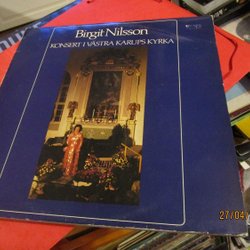 Birgit Nilsson
KONSERT I VÄSTRA KARUPS KYRKA
27/04